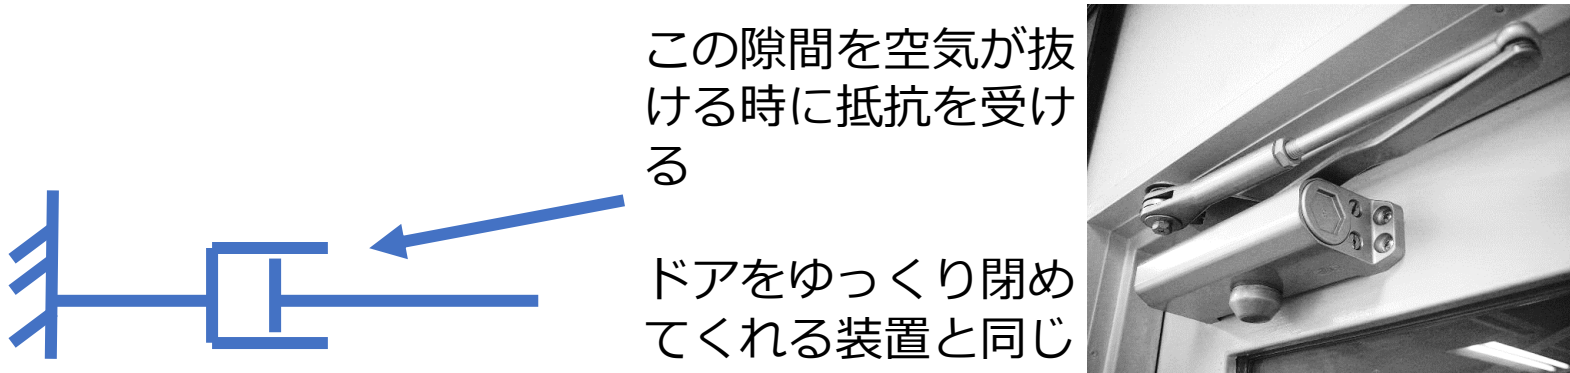 この隙間を空気が抜
ける時に抵抗を受け
る
ドアをゆっくり閉め
てくれる装置と同じ